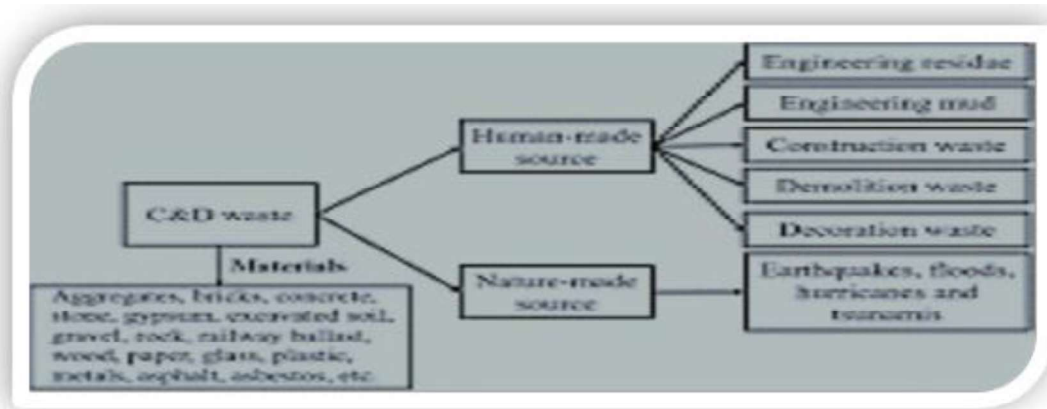 C&D waste
Materials
Aggregates, bricks, concrete,
stone, gypsum, excavated soil,
gravel, rock, railway ballast,
wood, paper, glass, plastic,
metals, asphalt, asbestos, etc.
Human-made
source
Nature-made
source
Engineering residue
Engineering mud
Construction waste
Demolition waste
Decoration waste
Earthquakes, floods,
hurricanes and
tsunamis